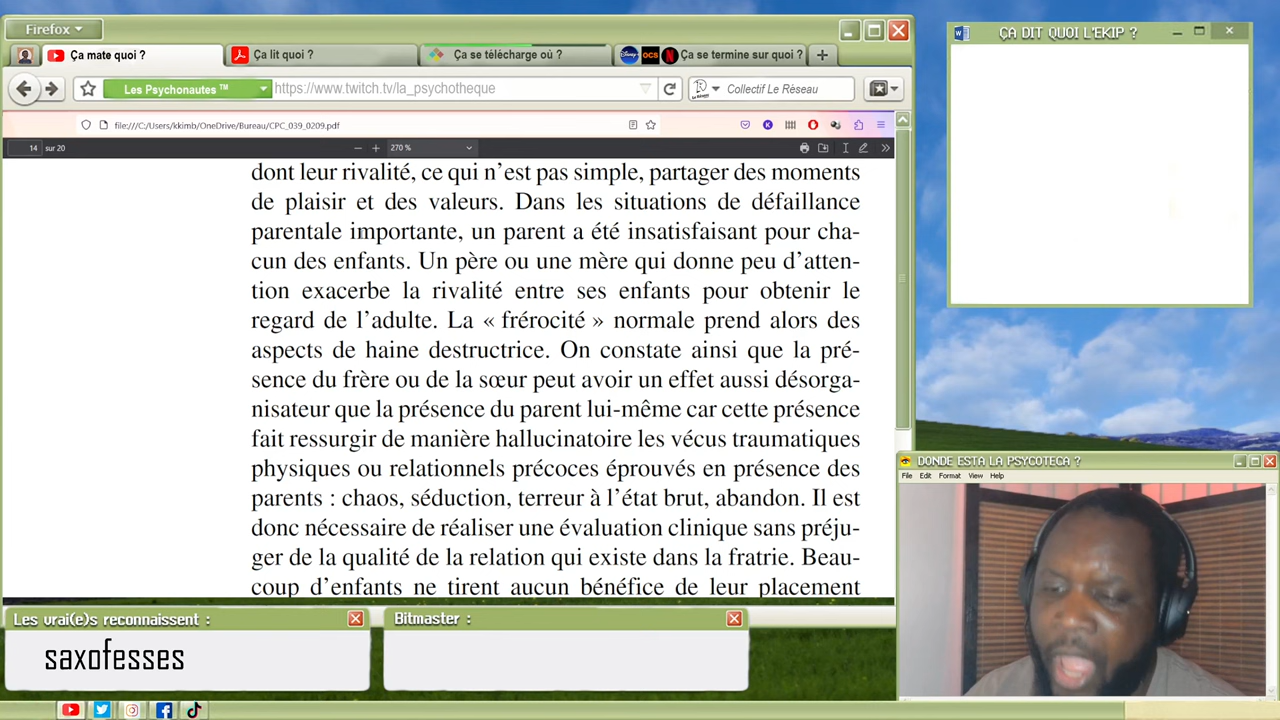 Firefox
Ça mate quoi ?
Ça lit quoi ?
Ça se télécharge où ?
Disney+ OCS Ça se termine sur quoi ?
Les Psychonautes ™
https://www.twitch.tv/la_psychotheque
Collectif Le Réseau
file:///C:/Users/kkimb/OneDrive/Bureau/CPC_039_0209.pdf
14 sur 20
270 %
dont leur rivalité, ce qui n’est pas simple, partager des moments
de plaisir et des valeurs. Dans les situations de défaillance
parentale importante, un parent a été insatisfaisant pour cha-
cun des enfants. Un père ou une mère qui donne peu d’atten-
tion exacerbe la rivalité entre ses enfants pour obtenir le
regard de l’adulte. La « frérocité » normale prend alors des
aspects de haine destructrice. On constate ainsi que la pré-
sence du frère ou de la sœur peut avoir un effet aussi désorga-
nisateur que la présence du parent lui-même car cette présence
fait ressurgir de manière hallucinatoire les vécus traumatiques
physiques ou relationnels précoces éprouvés en présence des
parents : chaos, séduction, terreur à l’état brut, abandon. Il est
donc nécessaire de réaliser une évaluation clinique sans préju-
ger de la qualité de la relation qui existe dans la fratrie. Beau-
coup d’enfants ne tirent aucun bénéfice de leur placement
ÇA DIT QUOI L'EKIP ?
DONDE ESTA LA PSYCOTECA ?
File Edit Format View Help
Les vrai(e)s reconnaissent :
saxofesses
Bitmaster :